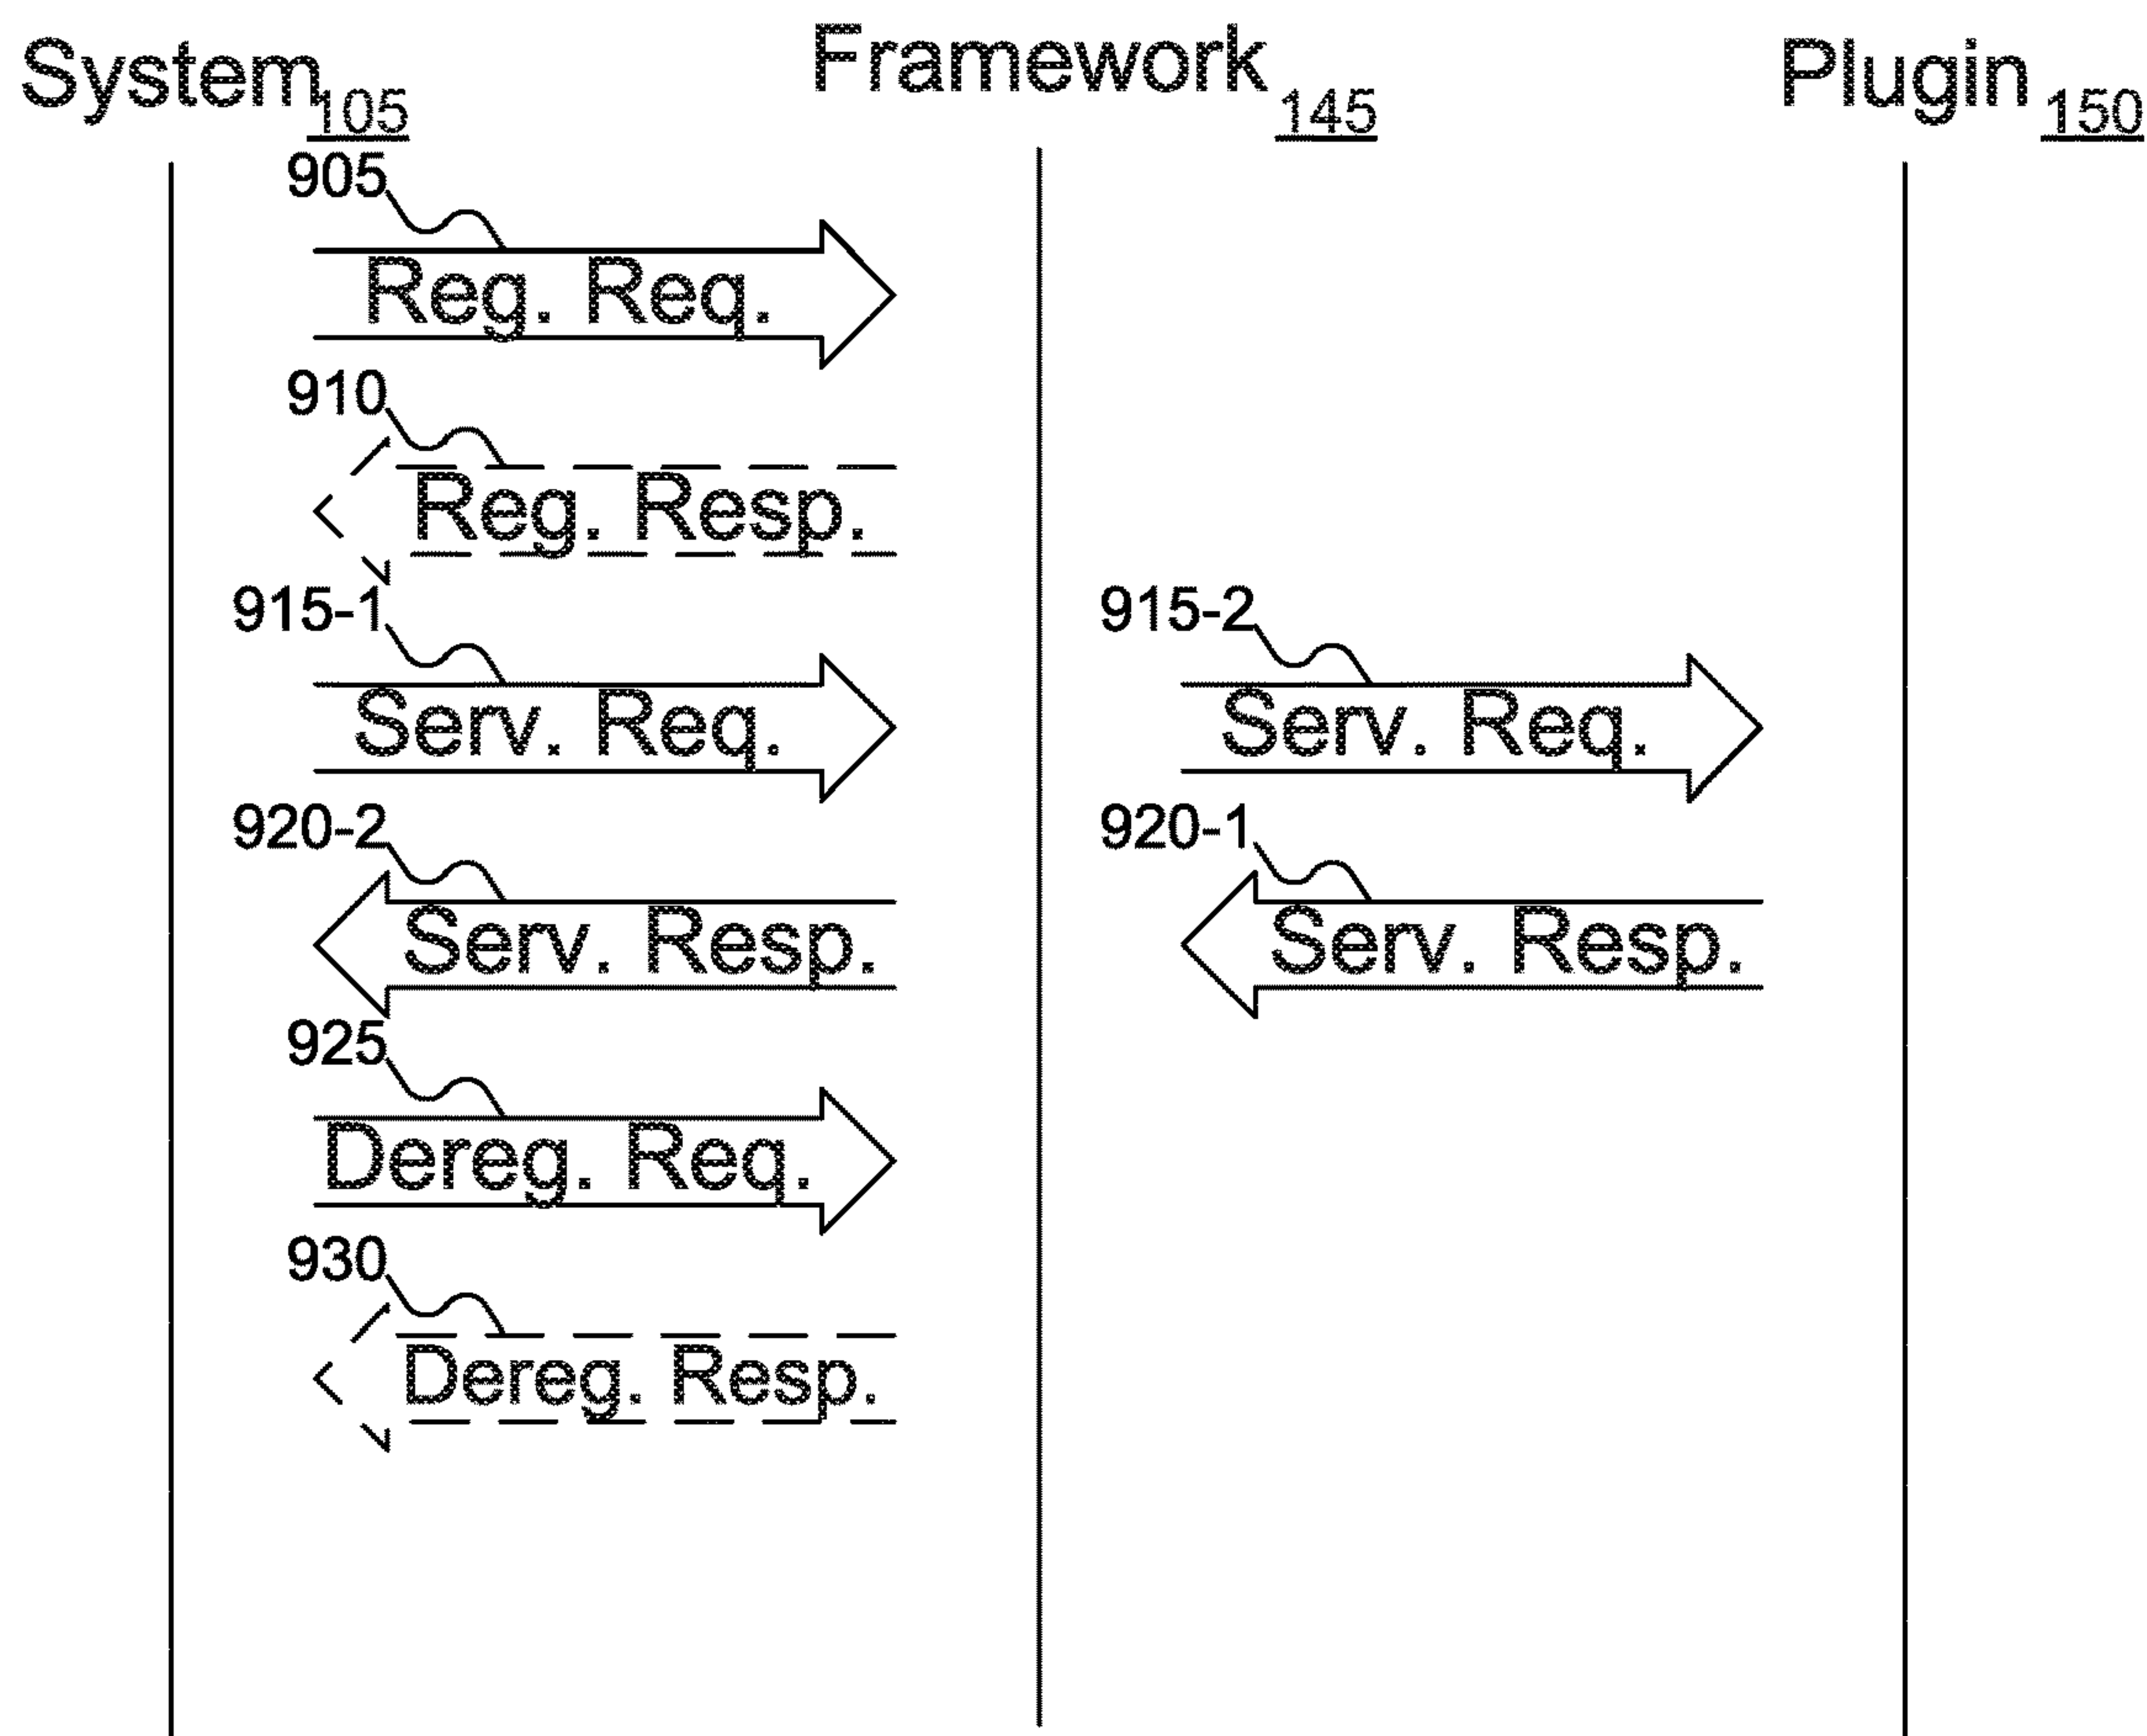 System 105
Framework 145
Plugin 150
905
Reg. Req.
910
Reg. Resp.
915-1
915-2
Serv. Req.
Serv. Req.
920-2
920-1
Serv. Resp.
Serv. Resp.
925
Dereg. Req.
930
Dereg. Resp.